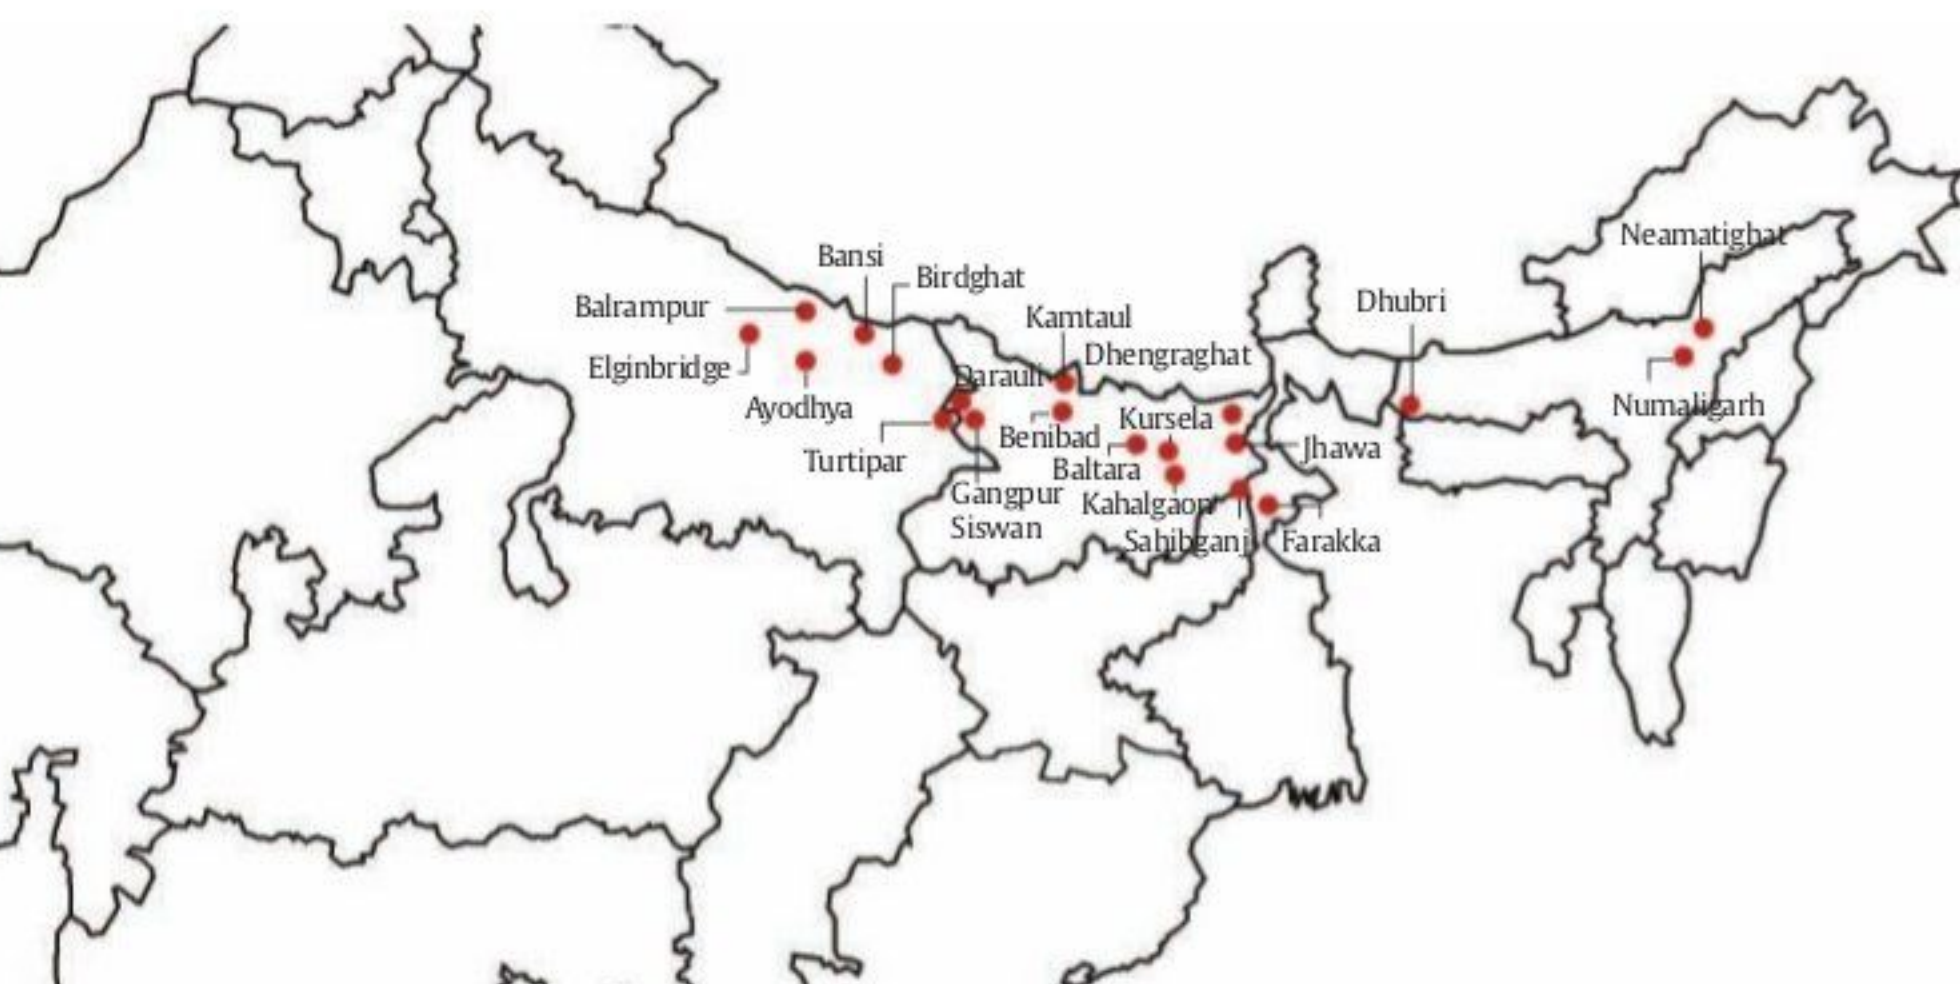 Neamatighat
Bansi
Birdghat
Dhubri
Balrampur
Kamtaul
Dhengraghat
Elginbridge
Darauli
Ayodhya
Numaligarh
Kursela
Benibad
Jhawa
Turtipar
Baltara
Gangpur
Siswan
Kahalgaon
Sahibganj
Farakka